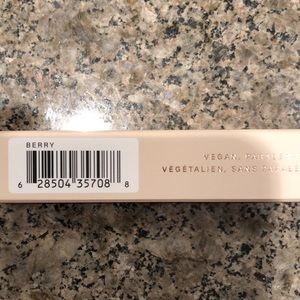 BERRY
6 28504 35708 8
VEGAN,
VÉGÉTALIEN, SANS